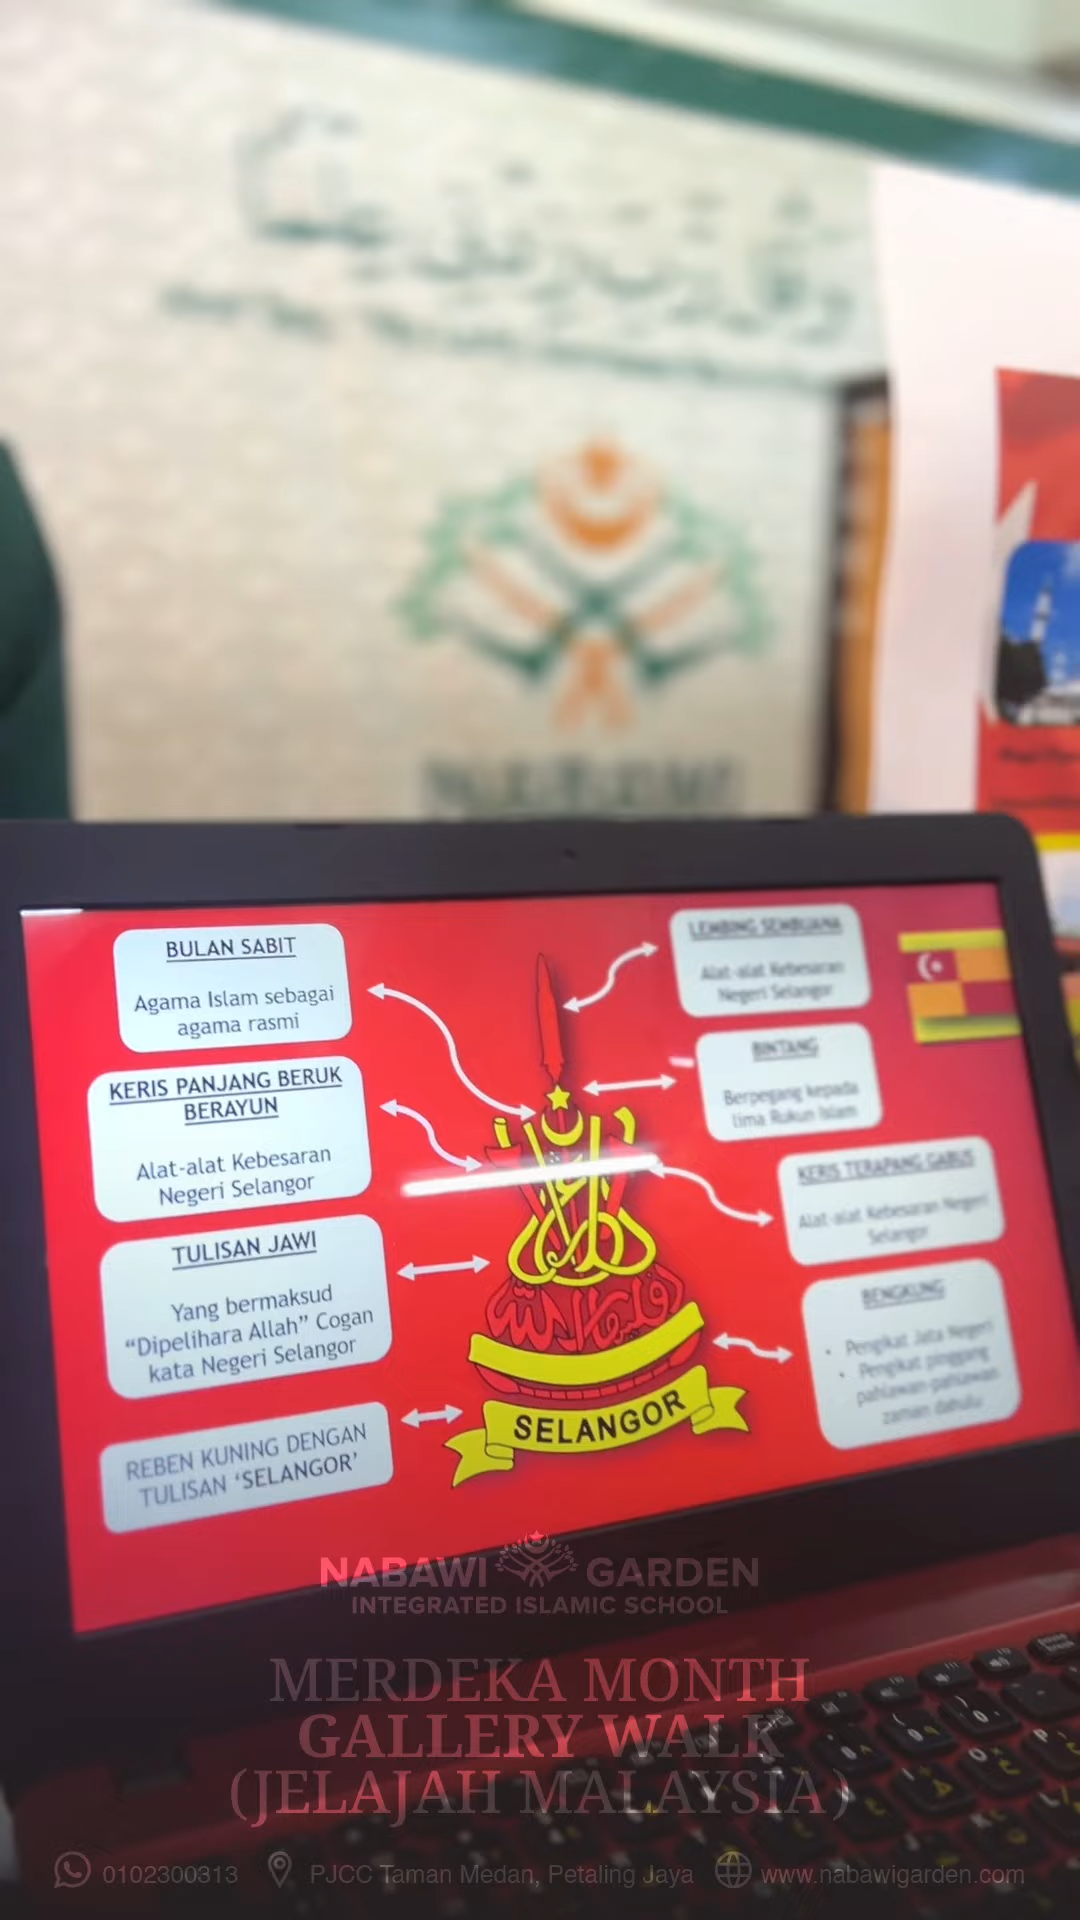 BULAN SABIT
Agama Islam sebagai
agama rasmi
KERIS PANJANG BERUK
BERAYUN
Alat-alat Kebesaran
Negeri Selangor
TULISAN JAWI
Yang bermaksud
“Dipelihara Allah” Cogan
kata Negeri Selangor
REBEN KUNING DENGAN
TULISAN ‘SELANGOR’
LEMBING SEMBUANA
Alat-alat Kebesaran
Negeri Selangor
BINTANG
Berpegang kepada
lima Rukun Islam
KERIS TERAPANG GABUS
Alat-alat Kebesaran Negeri
Selangor
BENGKUNG
• Pengikat Jata Negeri
• Pengikat pinggang
pahlawan-pahlawan
zaman dahulu
SELANGOR
NABAWI GARDEN
INTEGRATED ISLAMIC SCHOOL
MERDEKA MONTH
GALLERY WALK
(JELAJAH MALAYSIA)
0102300313 PJCC Taman Medan, Petaling Jaya www.nabawigarden.com